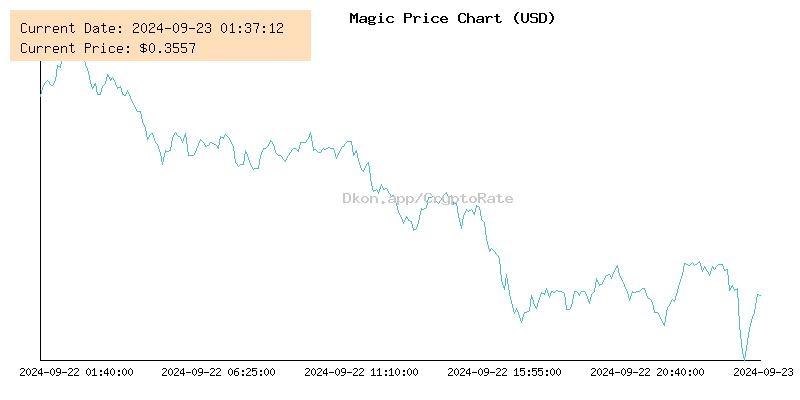 Magic Price Chart (USD)
Current Date: 2024-09-23 01:37:12
Current Price: $0.3557
Dkon.app/CryptoRate
2024-09-22 01:40:00
2024-09-22 06:25:00
2024-09-22 11:10:00
2024-09-22 15:55:00
2024-09-22 20:40:00
2024-09-23